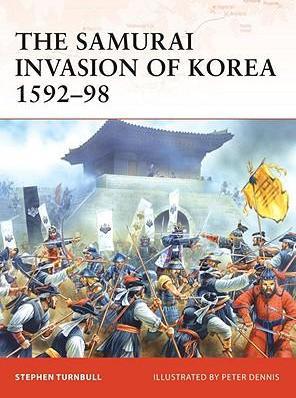 THE SAMURAI
INVASION OF KOREA
1592–98
STEPHEN TURNBULL
ILLUSTRATED BY PETER DENNIS